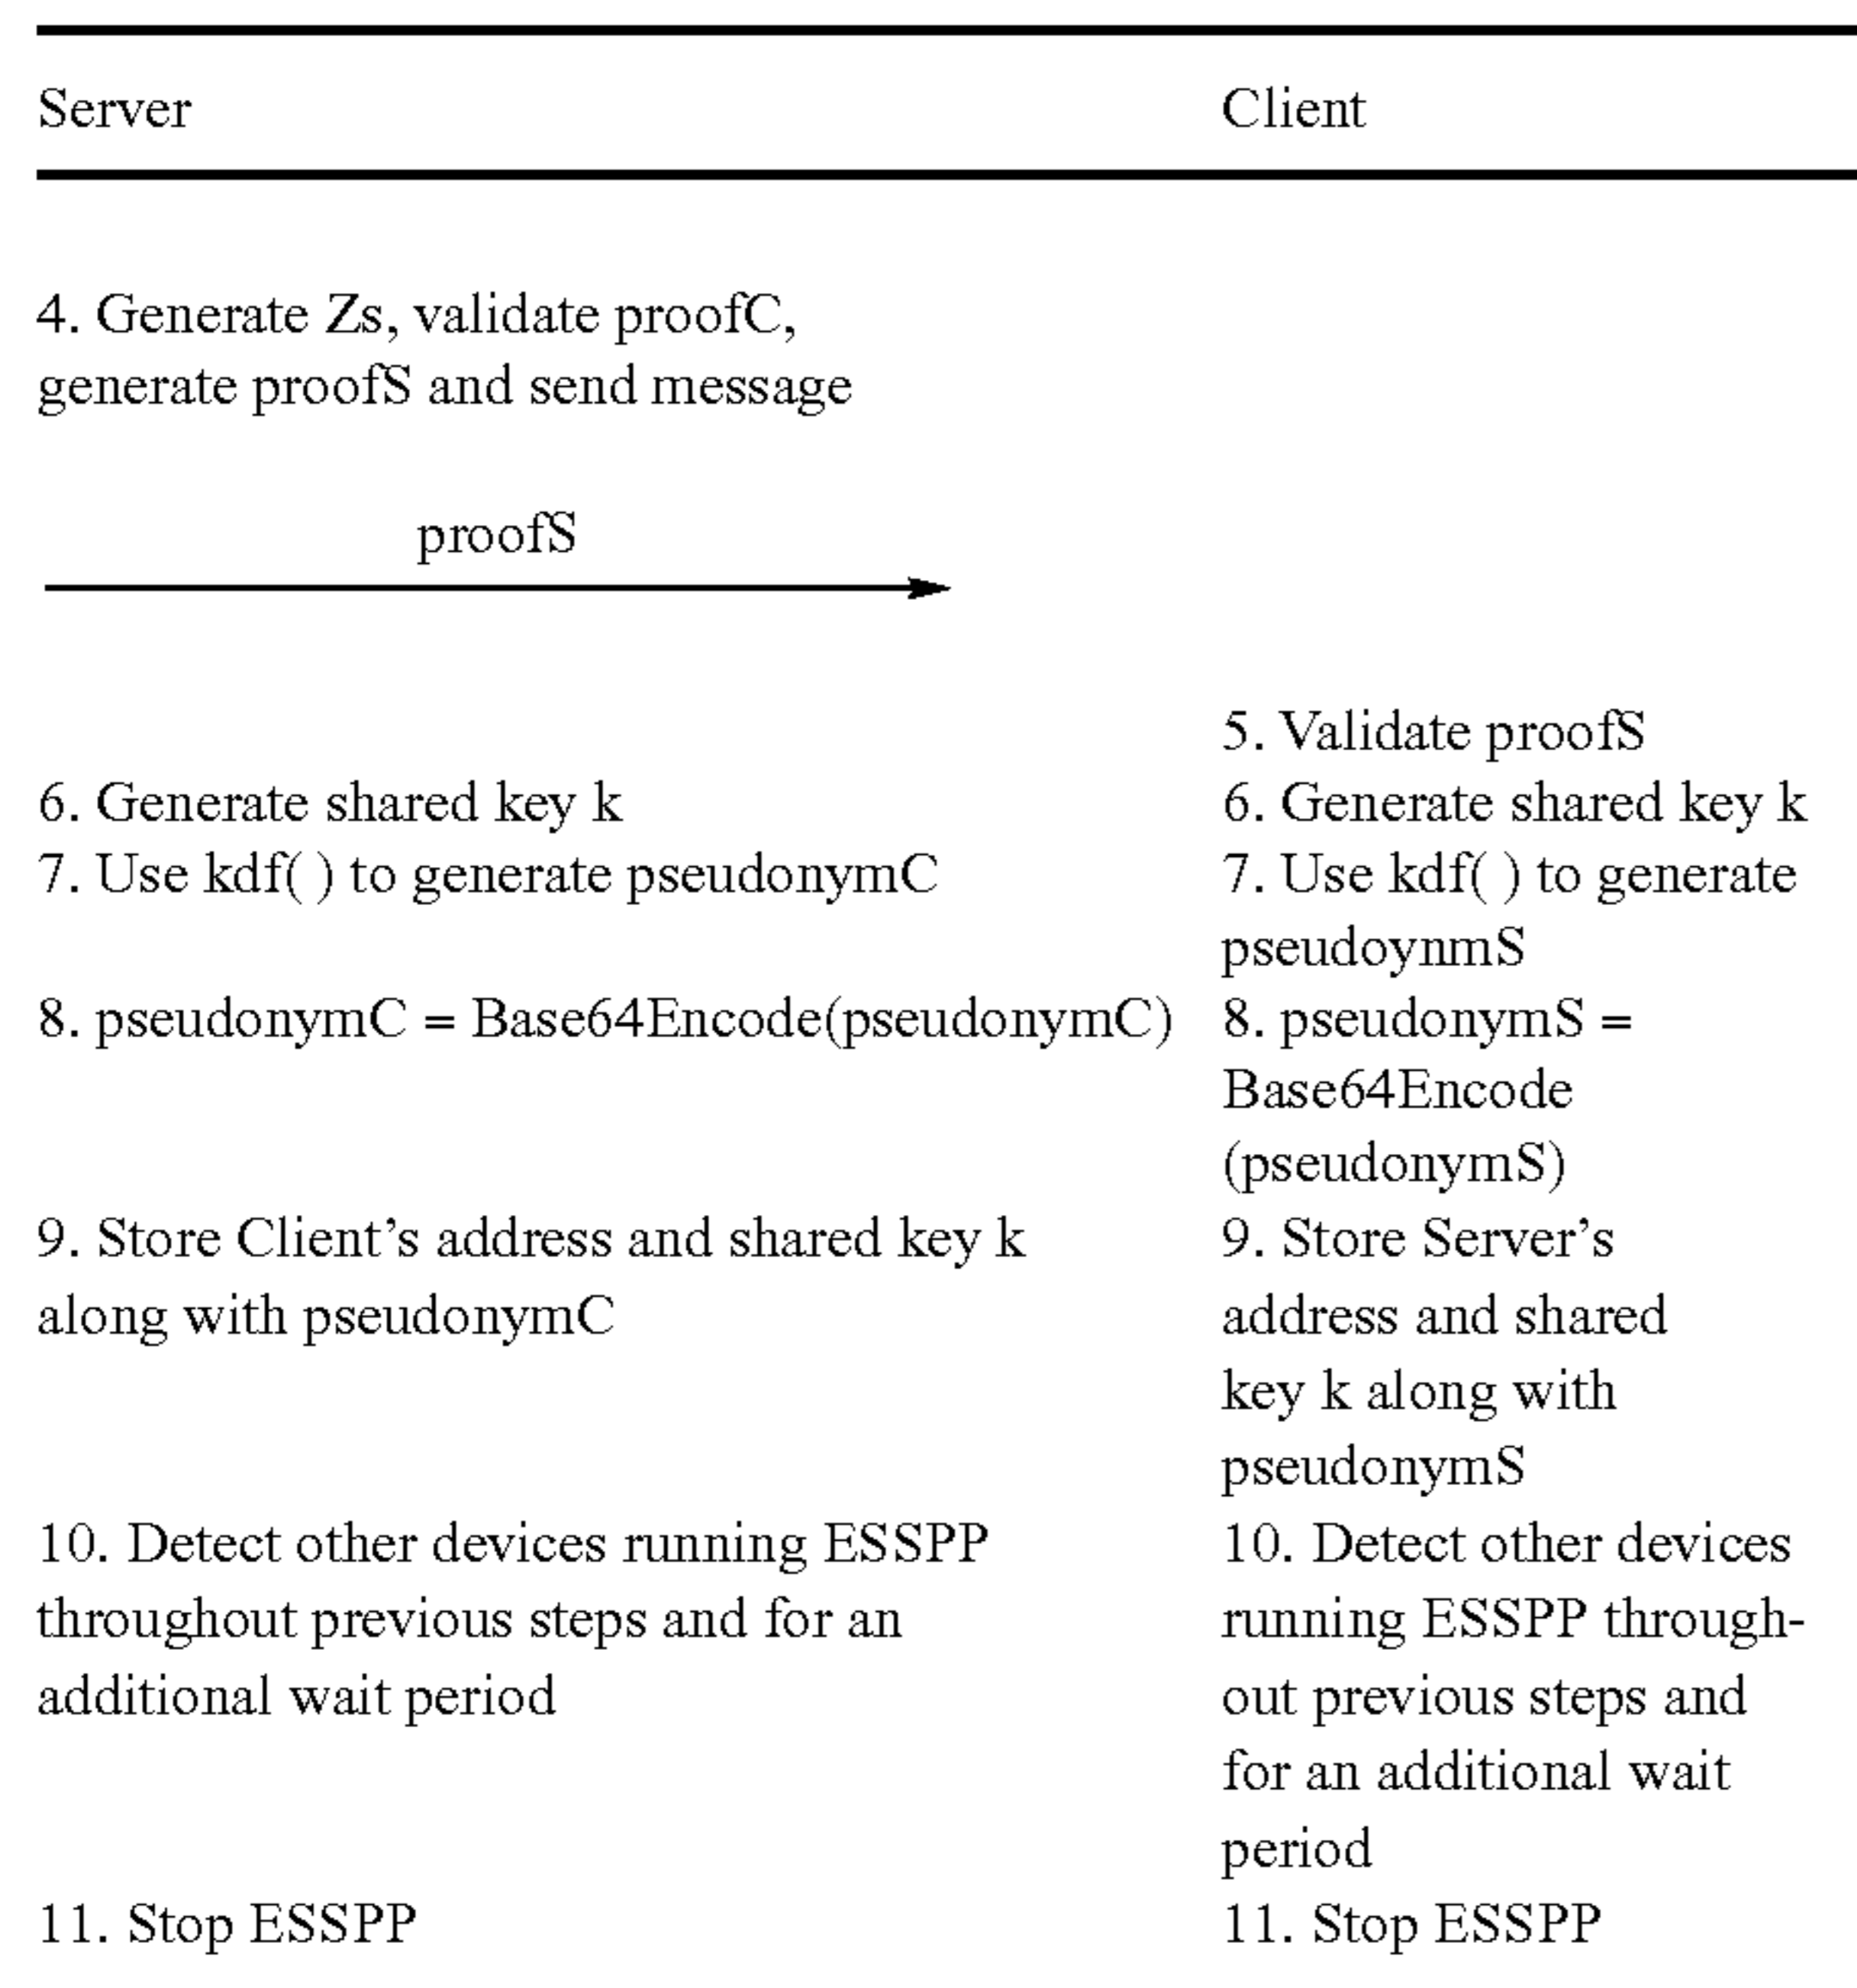 Server Client
4. Generate Zs, validate proofC,
generate proofS and send message
proofS
5. Validate proofS
6. Generate shared key k 6. Generate shared key k
7. Use kdf( ) to generate pseudonymC 7. Use kdf( ) to generate
pseudoynmS
8. pseudonymC = Base64Encode(pseudonymC) 8. pseudonymS =
Base64Encode
(pseudonymS)
9. Store Client’s address and shared key k 9. Store Server’s
along with pseudonymC address and shared
key k along with
pseudonymS
10. Detect other devices running ESSPP 10. Detect other devices
throughout previous steps and for an running ESSPP through-
additional wait period out previous steps and
for an additional wait
period
11. Stop ESSPP 11. Stop ESSPP